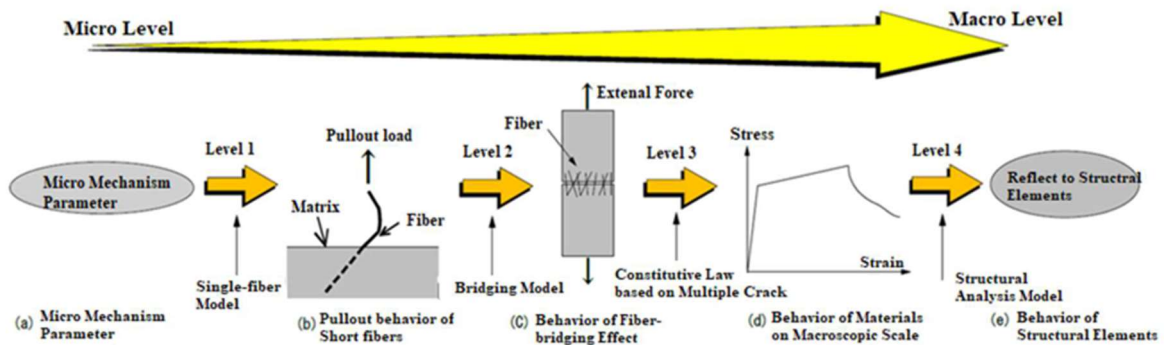 Micro Level
Macro Level
Level 1
Pullout load
Level 2
Extenal Force
Fiber
Level 3
Stress
Level 4
Micro Mechanism
Parameter
Matrix
Fiber
Strain
Reflect to Structral
Elements
Single-fiber
Model
Bridging Model
Constitutive Law
based on Multiple Crack
Structural
Analysis Model
(a) Micro Mechanism
Parameter
(b) Pullout behavior of
Short fibers
(C) Behavior of Fiber-
bridging Effect
(d) Behavior of Materials
on Macroscopic Scale
(e) Behavior of
Structural Elements